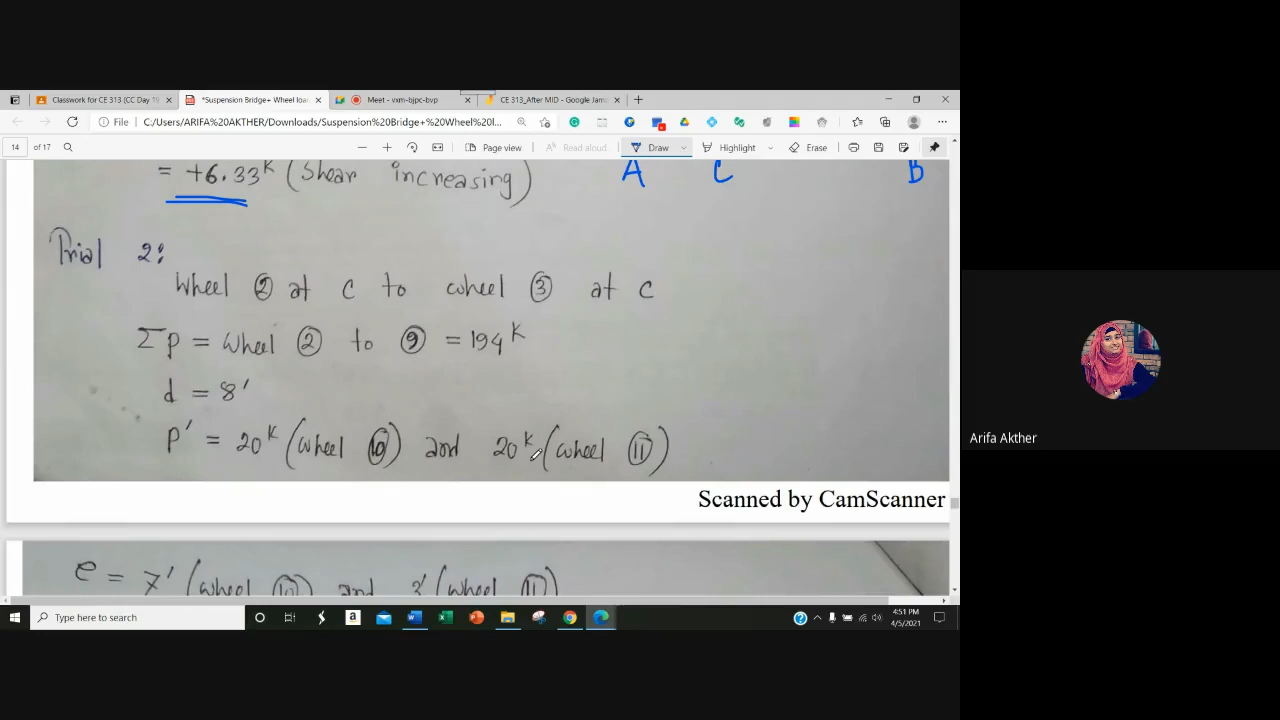 Classwork for CE 313 (CC Day 19
*Suspension Bridge+ Wheel loa
Meet - vxm-bjpc-bvp
CE 313_After MID - Google Jam
File
C:/Users/ARIFA%20AKTHER/Downloads/Suspension%20Bridge+%20Wheel%20l...
14 of 17
Page view
Read aloud
Draw
Highlight
Erase
= +6.33k (Shear increasing)
A C B
Trial 2:
Wheel ② at C to wheel ③ at C
Σp = wheel ② to ⑨ = 194k
d = 8'
p' = 20k (wheel ⑩) and 20k (wheel ⑪)
Scanned by CamScanner
e = 7' (wheel ⑩) and 3' (wheel ⑪)
Type here to search
4:51 PM
4/5/2021
Arifa Akther